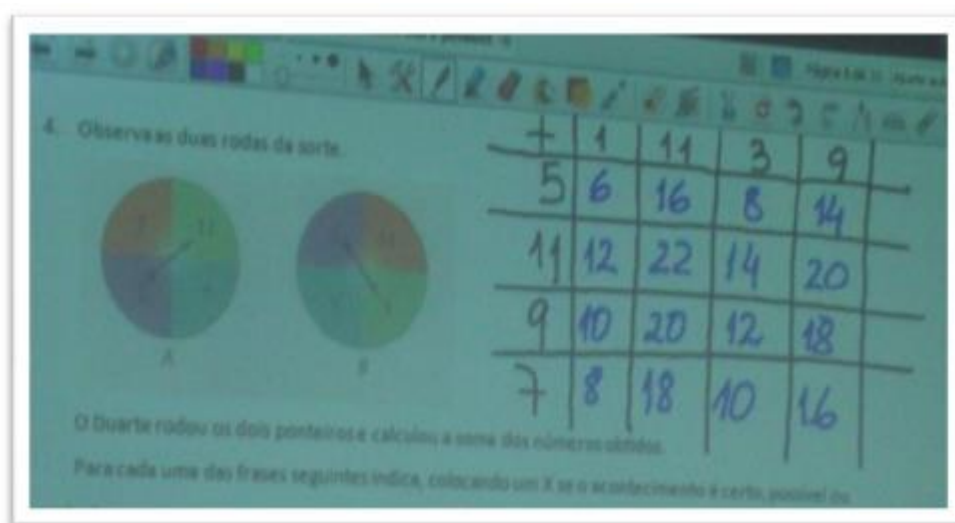 4. Observa as duas rodas da sorte.
+ 1 11 3 9
5 6 16 8 14
11 12 22 14 20
9 10 20 12 18
7 8 18 10 16
A
O Duarte rodou os dois ponteiros e calculou a soma dos números obtidos.
Para cada uma das frases seguintes indica, colocando um X se o acontecimento é certo, possível ou